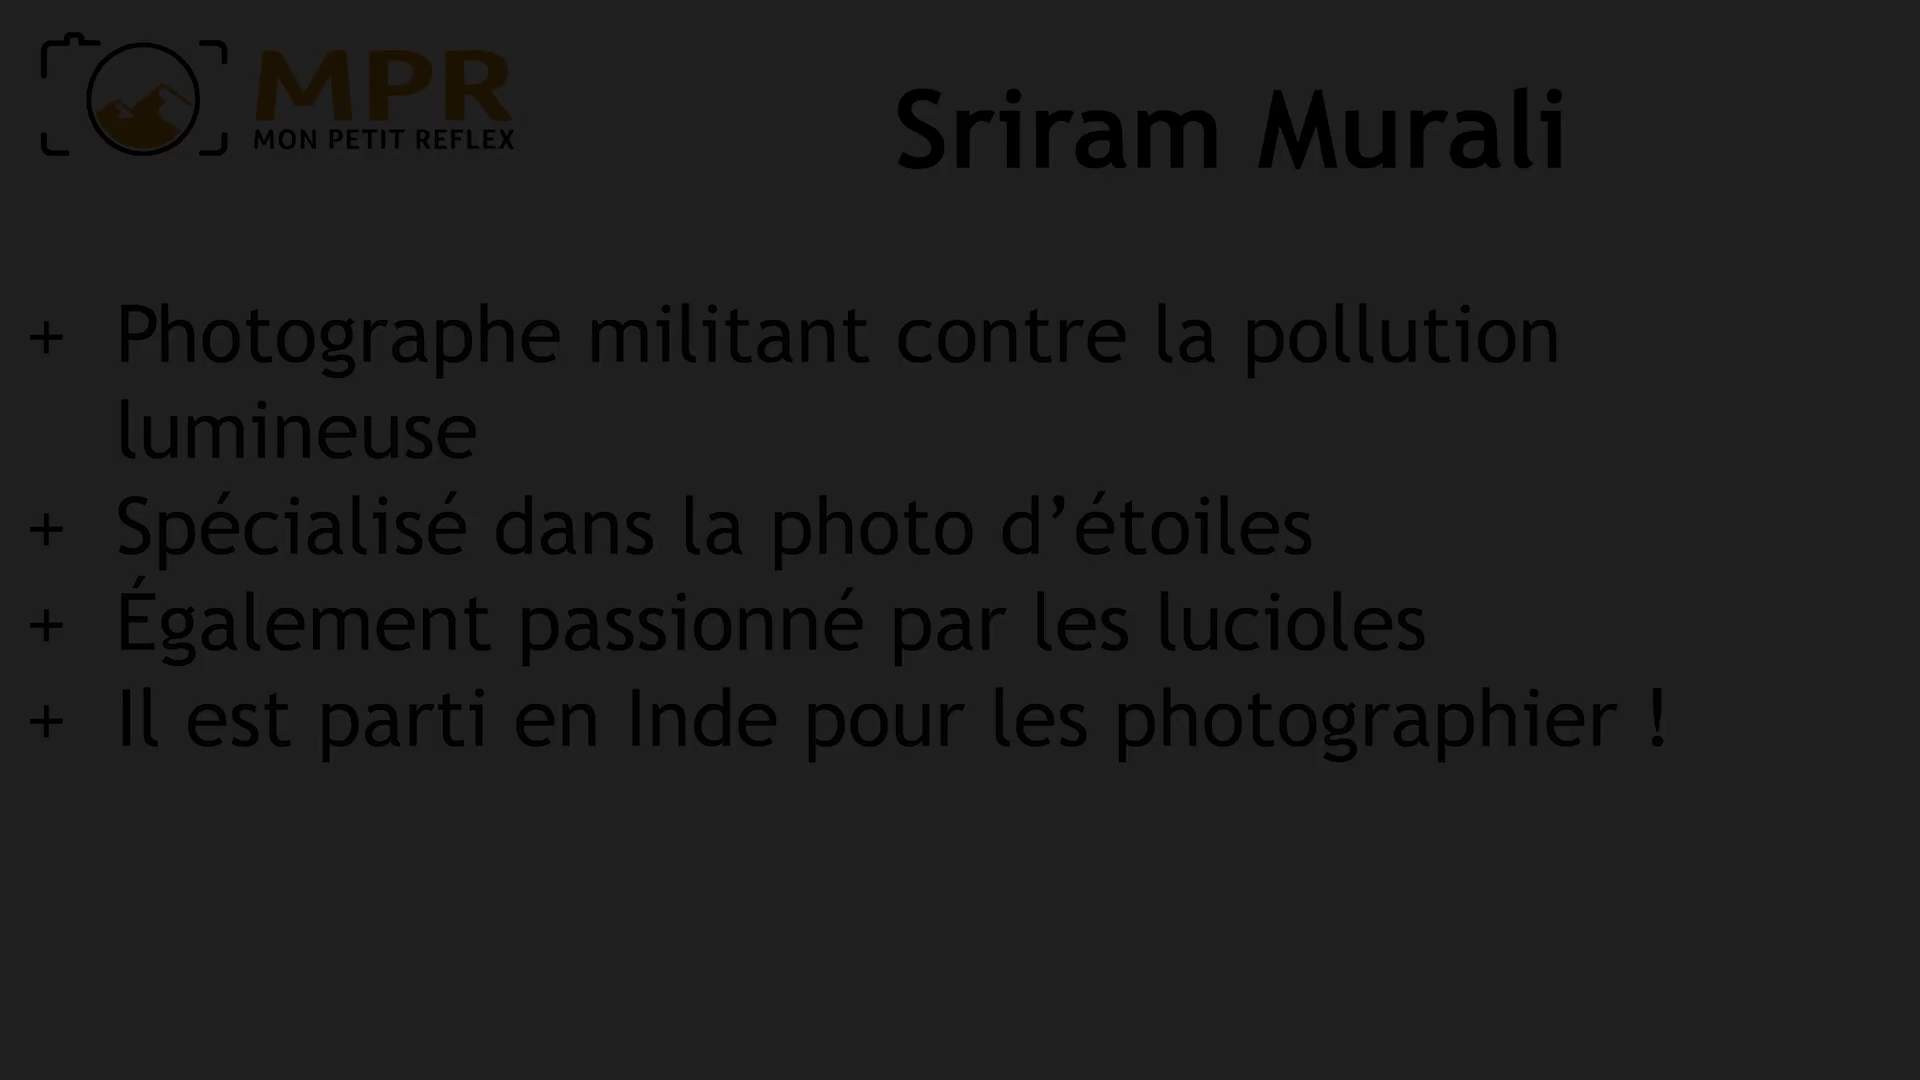 MPR
MON PETIT REFLEX
Sriram Murali
+ Photographe militant contre la pollution
lumineuse
+ Spécialisé dans la photo d’étoiles
+ Également passionné par les lucioles
+ Il est parti en Inde pour les photographier !